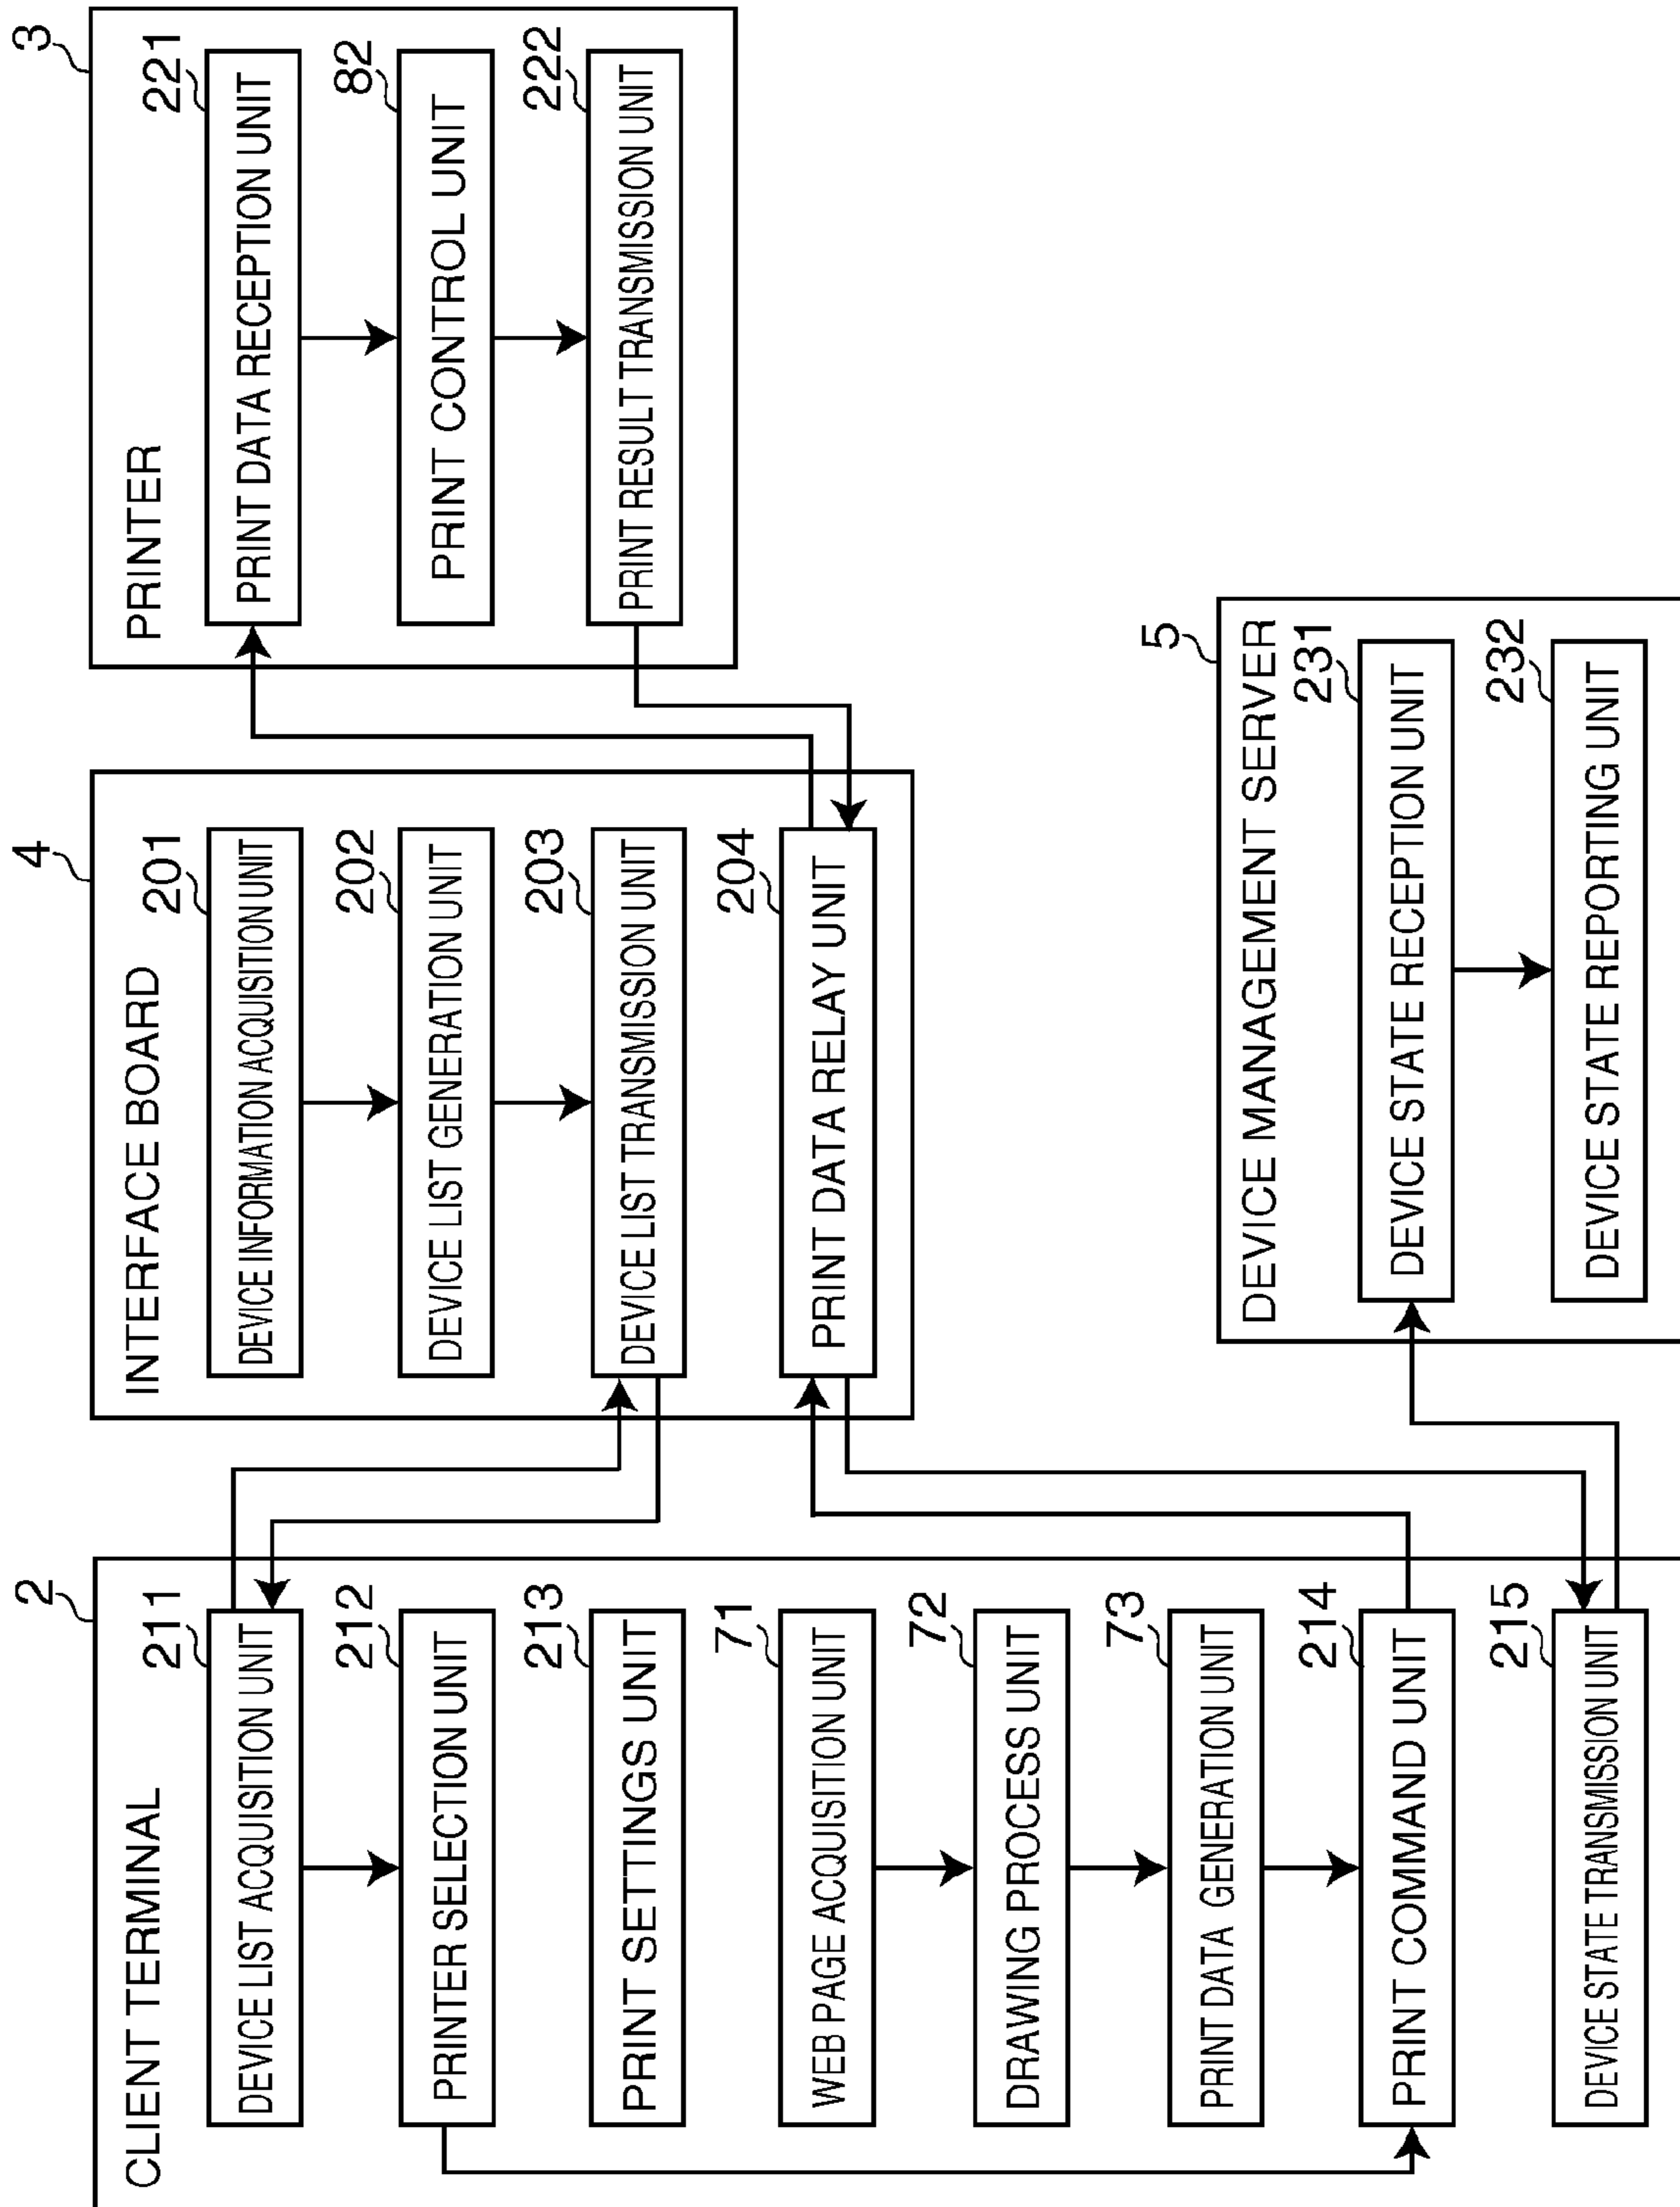 2
CLIENT TERMINAL
211
DEVICE LIST ACQUISITION UNIT
212
PRINTER SELECTION UNIT
213
PRINT SETTINGS UNIT
71
WEB PAGE ACQUISITION UNIT
72
DRAWING PROCESS UNIT
73
PRINT DATA GENERATION UNIT
214
PRINT COMMAND UNIT
215
DEVICE STATE TRANSMISSION UNIT
4
INTERFACE BOARD
201
DEVICE INFORMATION ACQUISITION UNIT
202
DEVICE LIST GENERATION UNIT
203
DEVICE LIST TRANSMISSION UNIT
204
PRINT DATA RELAY UNIT
3
PRINTER
221
PRINT DATA RECEPTION UNIT
82
PRINT CONTROL UNIT
222
PRINT RESULT TRANSMISSION UNIT
5
DEVICE MANAGEMENT SERVER
231
DEVICE STATE RECEPTION UNIT
232
DEVICE STATE REPORTING UNIT